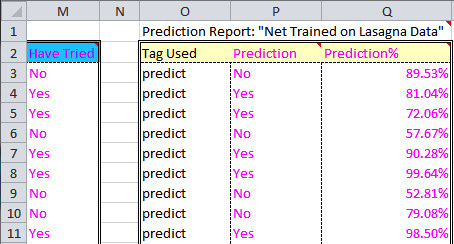 M N O P Q
1 Prediction Report: "Net Trained on Lasagna Data"
2 Have Tried Tag Used Prediction Prediction%
3 No predict No 89.53%
4 Yes predict Yes 81.04%
5 Yes predict Yes 72.06%
6 No predict No 57.67%
7 Yes predict Yes 90.28%
8 Yes predict Yes 99.64%
9 No predict No 52.81%
10 No predict No 79.08%
11 Yes predict Yes 98.50%